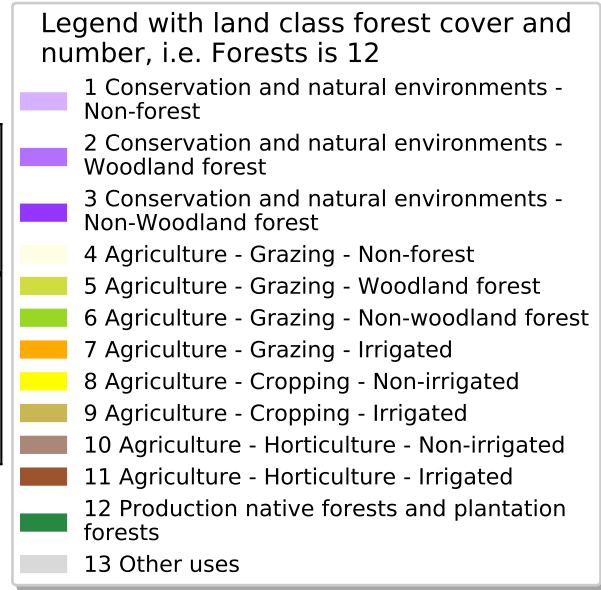 Legend with land class forest cover and
number, i.e. Forests is 12
1 Conservation and natural environments -
Non-forest
2 Conservation and natural environments -
Woodland forest
3 Conservation and natural environments -
Non-Woodland forest
4 Agriculture - Grazing - Non-forest
5 Agriculture - Grazing - Woodland forest
6 Agriculture - Grazing - Non-woodland forest
7 Agriculture - Grazing - Irrigated
8 Agriculture - Cropping - Non-irrigated
9 Agriculture - Cropping - Irrigated
10 Agriculture - Horticulture - Non-irrigated
11 Agriculture - Horticulture - Irrigated
12 Production native forests and plantation
forests
13 Other uses